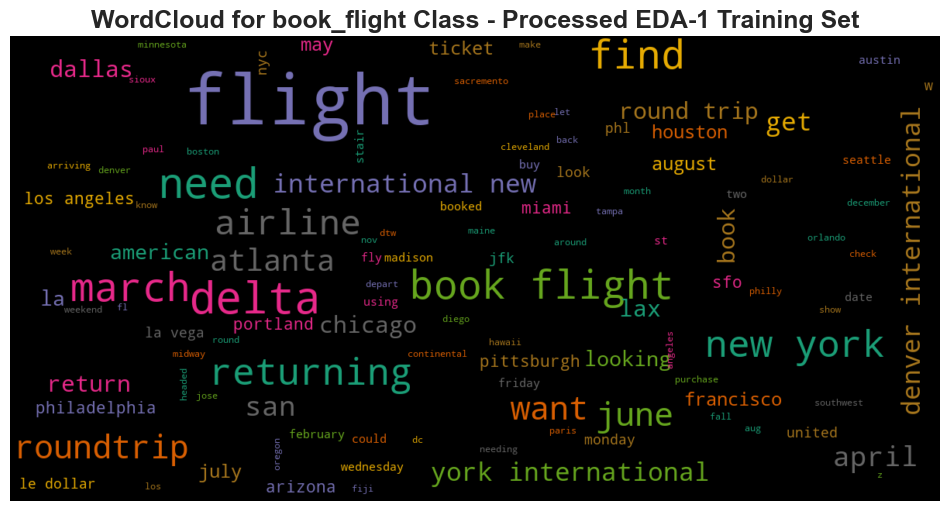 WordCloud for book_flight Class - Processed EDA-1 Training Set
minnesota
may
ticket
make
find
austin
dallas
sioux
nyc
flight
sacremento
w
place
let
round trip
get
phl
houston
stair
cleveland
back
paul
boston
arriving
denver
buy
look
august
seattle
need
international new
month
two
dollar
los angeles
know
booked
miami
tampa
december
airline
book
denver international
nov
dtw
maine
around
st
orlando
week
american
atlanta
fly
madison
jfk
check
la
march
delta
depart
book flight
sfo
philly
weekend
fl
using
lax
date
show
la vega
portland
chicago
diego
round
hawaii
angeles
new york
midway
continental
pittsburgh
looking
return
headed
returning
jose
friday
purchase
philadelphia
san
want
june
francisco
southwest
fall
aug
roundtrip
february
could
dc
paris
monday
united
needing
april
le dollar
los
july
oregon
arizona
wednesday
fiji
york international
z